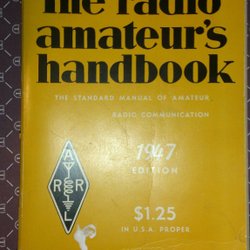 the radio
amateur's
handbook
THE STANDARD MANUAL OF AMATEUR
RADIO COMMUNICATION
1947
EDITION
A
R R
L
$1.25
IN U.S.A. PROPER